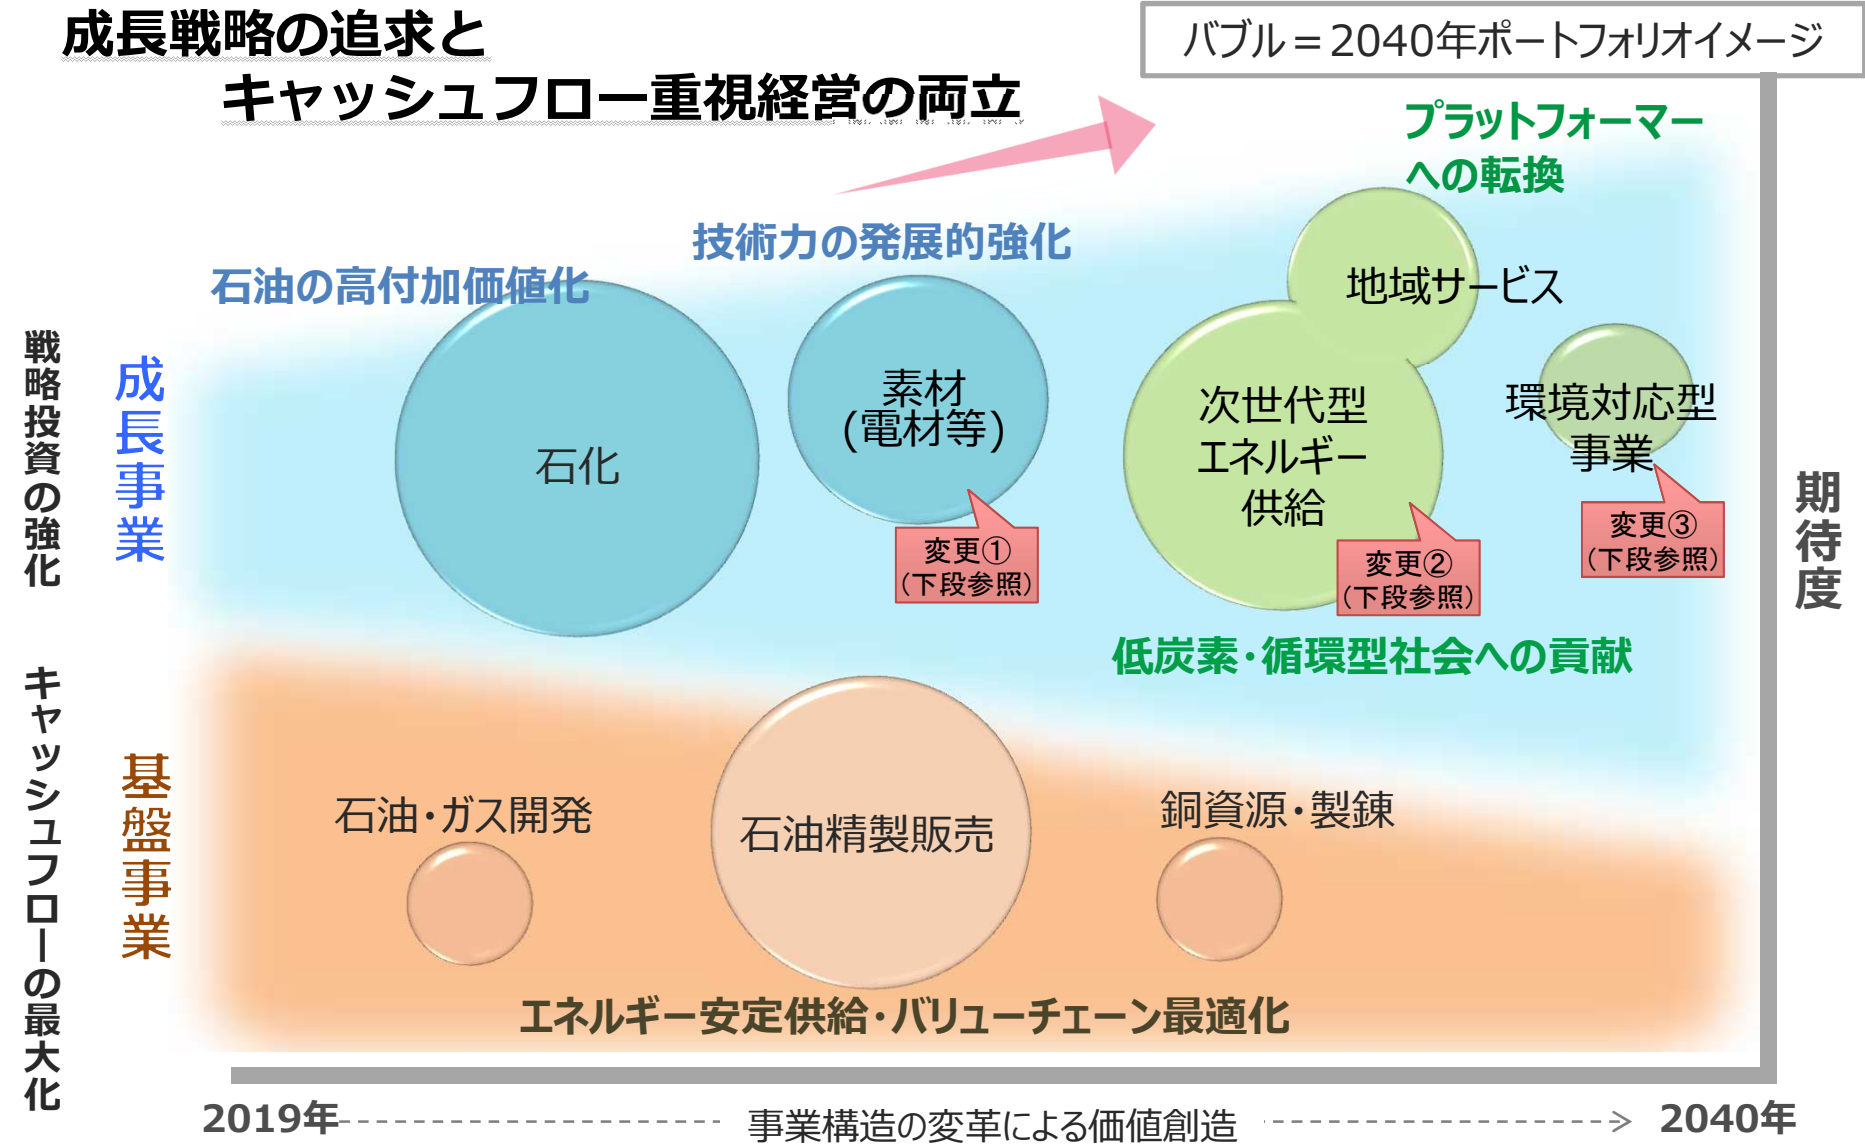 成長戦略の追求と
キャッシュフロー重視経営の両立
バブル＝2040年ポートフォリオイメージ
プラットフォーマー
への転換
技術力の発展的強化
石油の高付加価値化
戦略投資の強化
成長事業
石化
素材
(電材等)
変更①
(下段参照)
地域サービス
次世代型
エネルギー
供給
変更②
(下段参照)
環境対応型
事業
変更③
(下段参照)
期待度
低炭素・循環型社会への貢献
キャッシュフローの最大化
基盤事業
石油・ガス開発
石油精製販売
銅資源・製錬
エネルギー安定供給・バリューチェーン最適化
2019年
事業構造の変革による価値創造
2040年